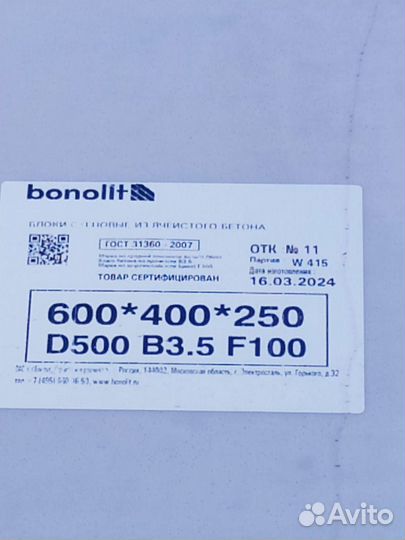 bonolit
БЛОКИ СТЕНОВЫЕ ИЗ ЯЧЕИСТОГО БЕТОНА
ГОСТ 31360 - 2007
ОТК № 11
Партия W 415
Дата изготовления
16.03.2024
ТОВАР СЕРТИФИЦИРОВАН
600*400*250
D500 B3.5 F100
Россия, 144002, Московская область, г. Электросталь, ул. Горького, д.32
www.bonolit.ru
Avito